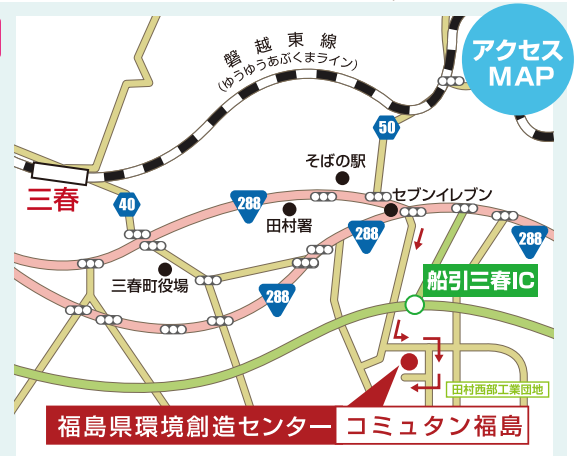 アクセス
MAP
磐越東線
(ゆうゆうあぶくまライン)
50
そばの駅
三春
40
288
セブンイレブン
田村署
288
288
三春町役場
船引三春IC
288
田村西部工業団地
福島県環境創造センター コミュタン福島